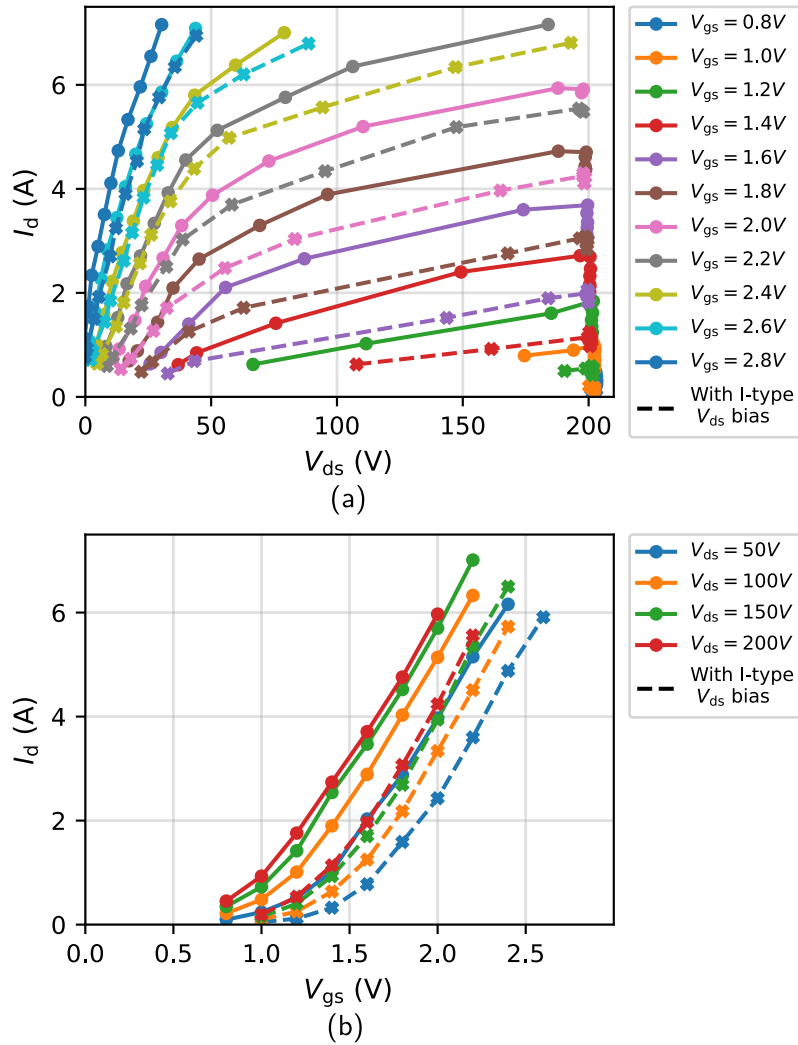 6
4
2
0
I_d (A)
0
50
100
150
200
V_ds (V)
V_gs = 0.8V
V_gs = 1.0V
V_gs = 1.2V
V_gs = 1.4V
V_gs = 1.6V
V_gs = 1.8V
V_gs = 2.0V
V_gs = 2.2V
V_gs = 2.4V
V_gs = 2.6V
V_gs = 2.8V
With I-type
V_ds bias
(a)
6
4
2
0
I_d (A)
0.0
0.5
1.0
1.5
2.0
2.5
V_gs (V)
V_ds = 50V
V_ds = 100V
V_ds = 150V
V_ds = 200V
With I-type
V_ds bias
(b)